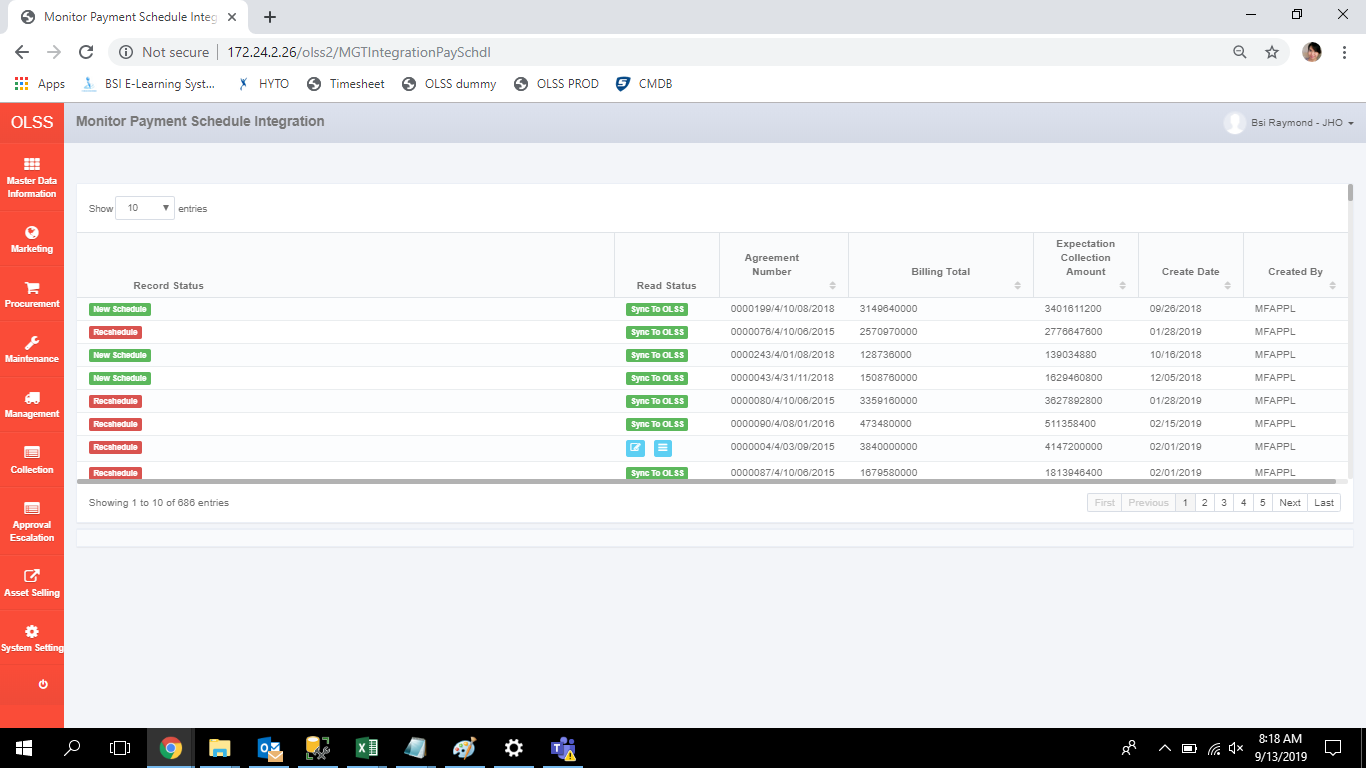 Monitor Payment Schedule Integ
Not secure
172.24.2.26/olss2/MGTIntegrationPaySchdl
Apps
BSI E-Learning Syst...
HYTO
Timesheet
OLSS dummy
OLSS PROD
CMDB
OLSS
Monitor Payment Schedule Integration
Bsi Raymond - JHO
Master Data
Information
Marketing
Procurement
Maintenance
Management
Collection
Approval
Escalation
Asset Selling
System Setting
Show 10 entries
Record Status
Read Status
Agreement
Number
Billing Total
Expectation
Collection
Amount
Create Date
Created By
New Schedule Sync To OLSS 0000199/4/10/08/2018 3149640000 3401611200 09/26/2018 MFAPPL
Recshedule Sync To OLSS 0000076/4/10/06/2015 2570970000 2776647600 01/28/2019 MFAPPL
New Schedule Sync To OLSS 0000243/4/01/08/2018 128736000 139034880 10/16/2018 MFAPPL
New Schedule Sync To OLSS 0000043/4/31/11/2018 1508760000 1629460800 12/05/2018 MFAPPL
Recshedule Sync To OLSS 0000080/4/10/06/2015 3359160000 3627892800 01/28/2019 MFAPPL
Recshedule Sync To OLSS 0000090/4/08/01/2016 473480000 511358400 02/15/2019 MFAPPL
Recshedule 0000004/4/03/09/2015 3840000000 4147200000 02/01/2019 MFAPPL
Recshedule Sync To OLSS 0000087/4/10/06/2015 1679580000 1813946400 02/01/2019 MFAPPL
Showing 1 to 10 of 686 entries
First Previous 1 2 3 4 5 Next Last
8:18 AM
9/13/2019